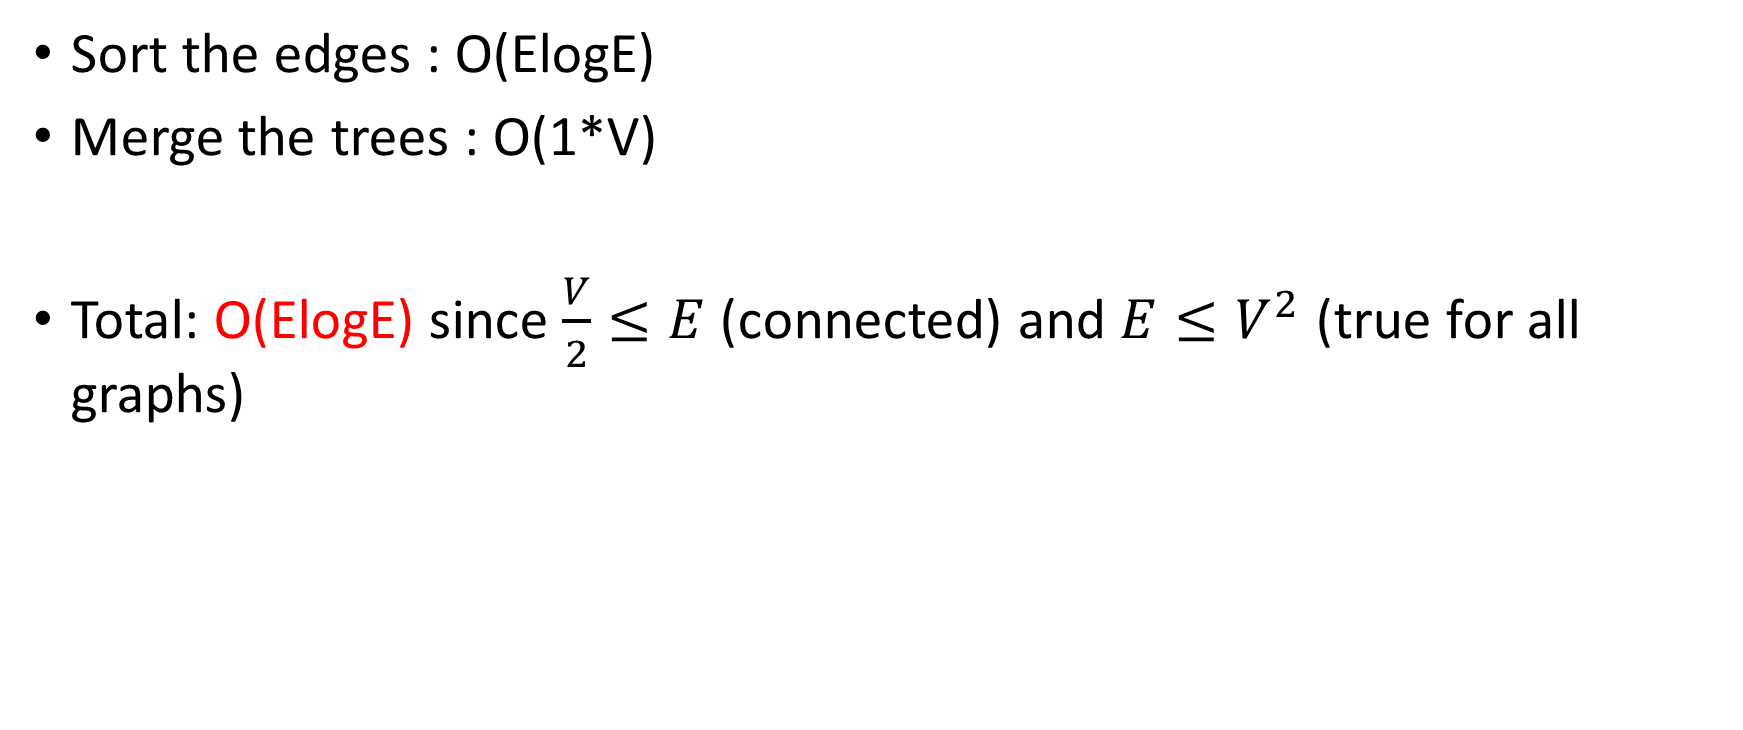 • Sort the edges : O(ElogE)
• Merge the trees : O(1*V)
• Total: O(ElogE) since \frac{V}{2} ≤ E (connected) and E ≤ V² (true for all
graphs)